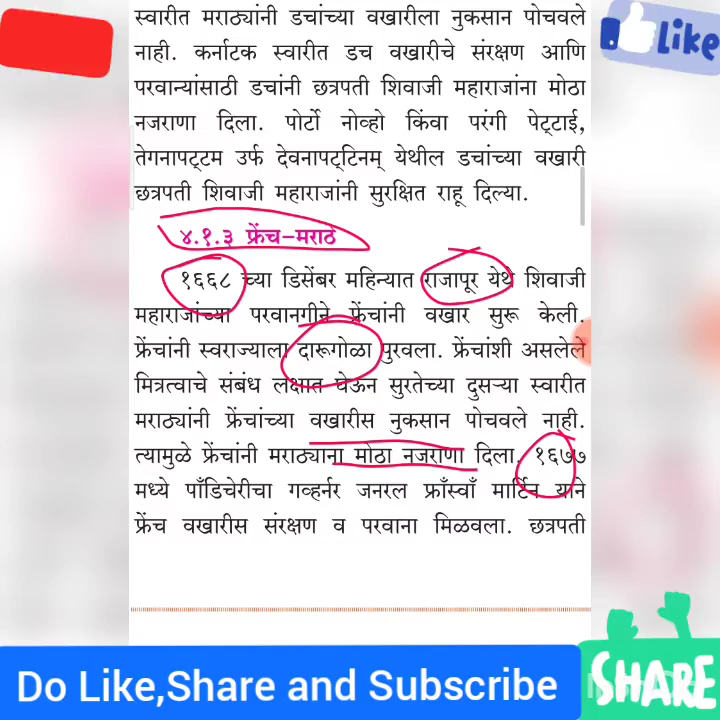 स्वारीत मराठ्यांनी डचांच्या वखारीला नुकसान पोचवले
नाही. कर्नाटक स्वारीत डच वखारीचे संरक्षण आणि
परवान्यांसाठी डचांनी छत्रपती शिवाजी महाराजांना मोठा
नजराणा दिला. पोर्टो नोव्हो किंवा परंगी पेट्टाई,
तेगनापट्टम उर्फ देवनापट्टिनम् येथील डचांच्या वखारी
छत्रपती शिवाजी महाराजांनी सुरक्षित राहू दिल्या.
४.१.३ फ्रेंच-मराठे
१६६८ च्या डिसेंबर महिन्यात राजापूर येथे शिवाजी
महाराजांच्या परवानगीने फ्रेंचांनी वखार सुरू केली.
फ्रेंचांनी स्वराज्याला दारूगोळा पुरवला. फ्रेंचांशी असलेले
मित्रत्वाचे संबंध लक्षात घेऊन सुरतेच्या दुसऱ्या स्वारीत
मराठ्यांनी फ्रेंचांच्या वखारीस नुकसान पोचवले नाही.
त्यामुळे फ्रेंचांनी मराठ्यांना मोठा नजराणा दिला. १६७७
मध्ये पाँडिचेरीचा गव्हर्नर जनरल फ्राँस्वाँ मार्टिन याने
फ्रेंच वखारीस संरक्षण व परवाना मिळवला. छत्रपती
Like
Do Like,Share and Subscribe
SHARE